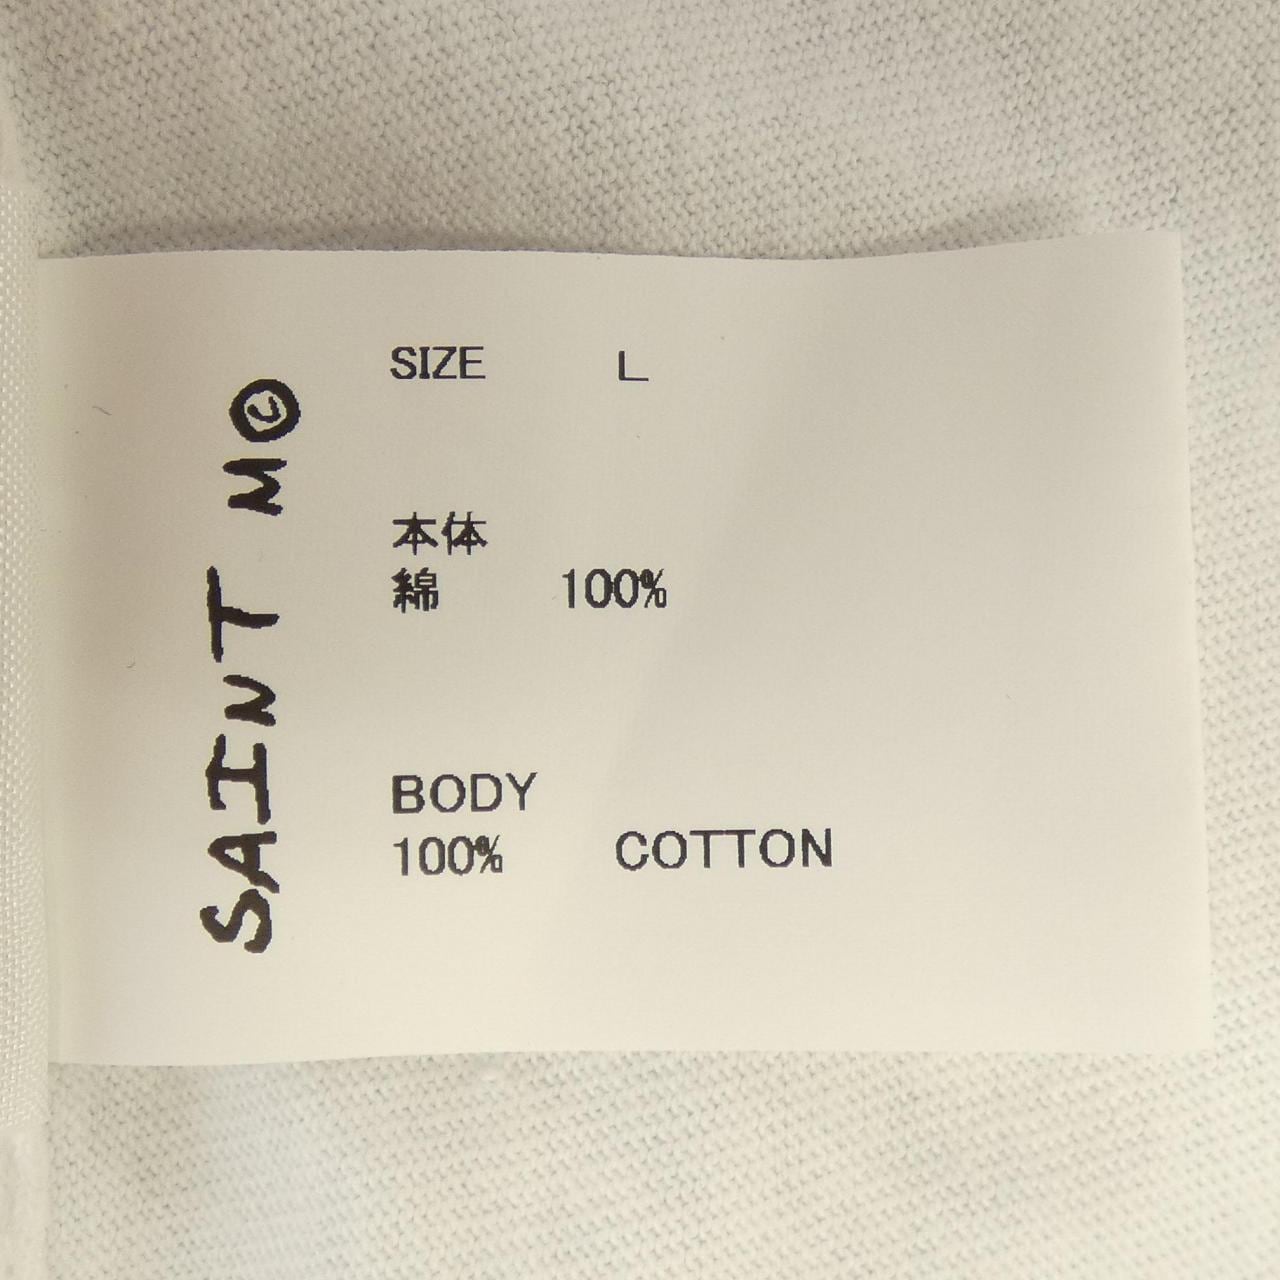 SAINT M©
SIZE L
本体
綿 100%
BODY
100% COTTON